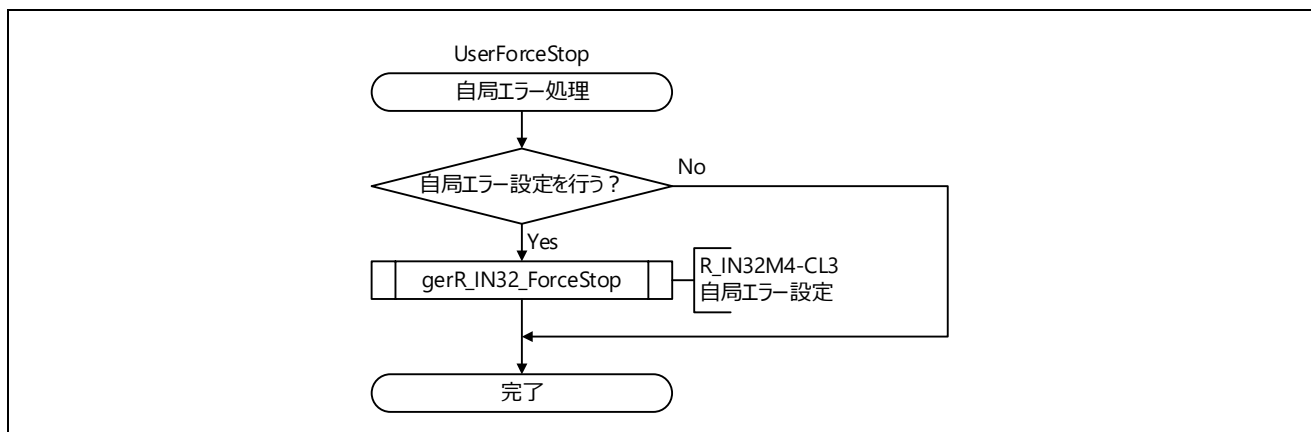 UserForceStop
自局エラー処理
自局エラー設定を行う?
No
Yes
gerR_IN32_ForceStop
R_IN32M4-CL3
自局エラー設定
完了